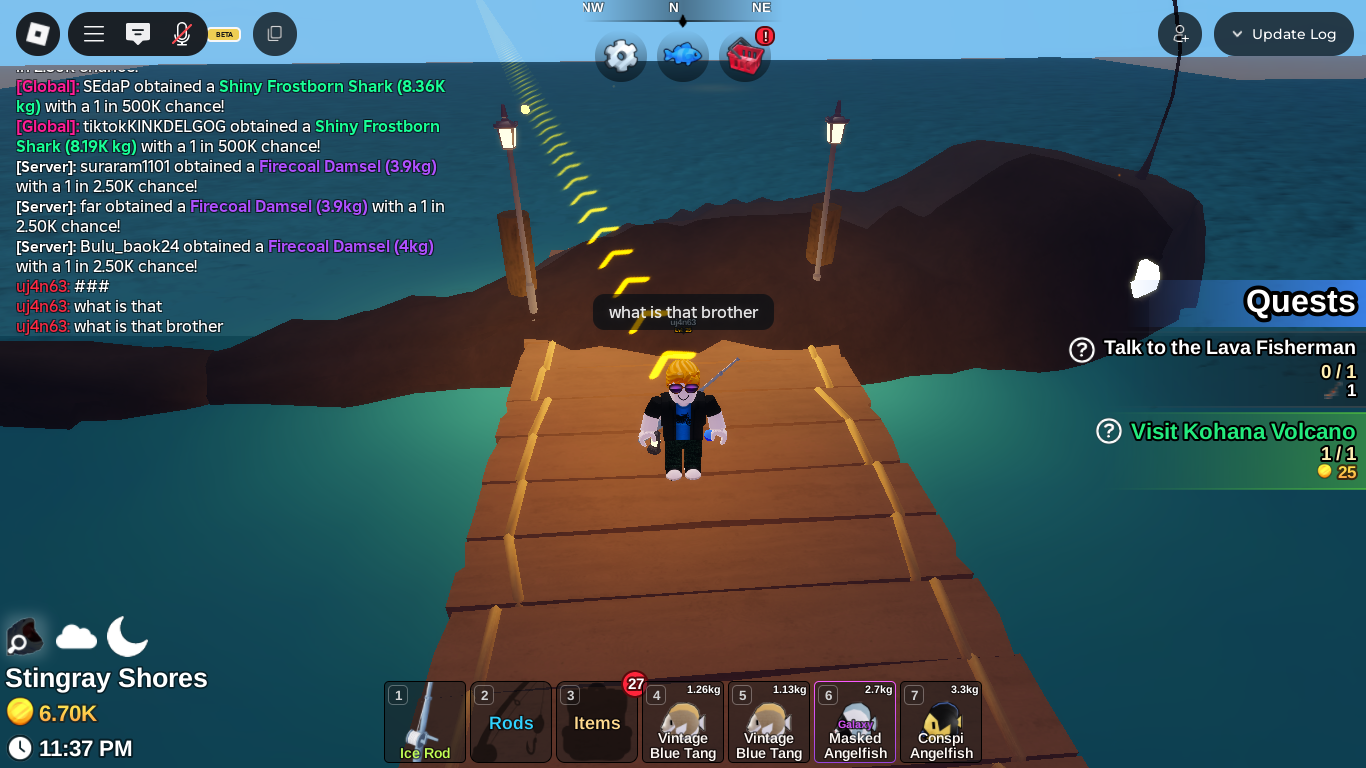 NW N NE
BETA
Update Log
!
in 2.50K chance!
[Global]: SEdaP obtained a Shiny Frostborn Shark (8.36K
kg) with a 1 in 500K chance!
[Global]: tiktokKINKDELGOG obtained a Shiny Frostborn
Shark (8.19K kg) with a 1 in 500K chance!
[Server]: suraram1101 obtained a Firecoal Damsel (3.9kg)
with a 1 in 2.50K chance!
[Server]: far obtained a Firecoal Damsel (3.9kg) with a 1 in
2.50K chance!
[Server]: Bulu_baok24 obtained a Firecoal Damsel (4kg)
with a 1 in 2.50K chance!
uj4n63: ###
uj4n63: what is that
uj4n63: what is that brother
what is that brother
uj4n63
Quests
? Talk to the Lava Fisherman
0 / 1
1
? Visit Kohana Volcano
1 / 1
25
Stingray Shores
6.70K
11:37 PM
1
Ice Rod
2
Rods
3
27
Items
4 1.26kg
Vintage
Blue Tang
5 1.13kg
Vintage
Blue Tang
6 2.7kg
Galaxy
Masked
Angelfish
7 3.3kg
Conspi
Angelfish